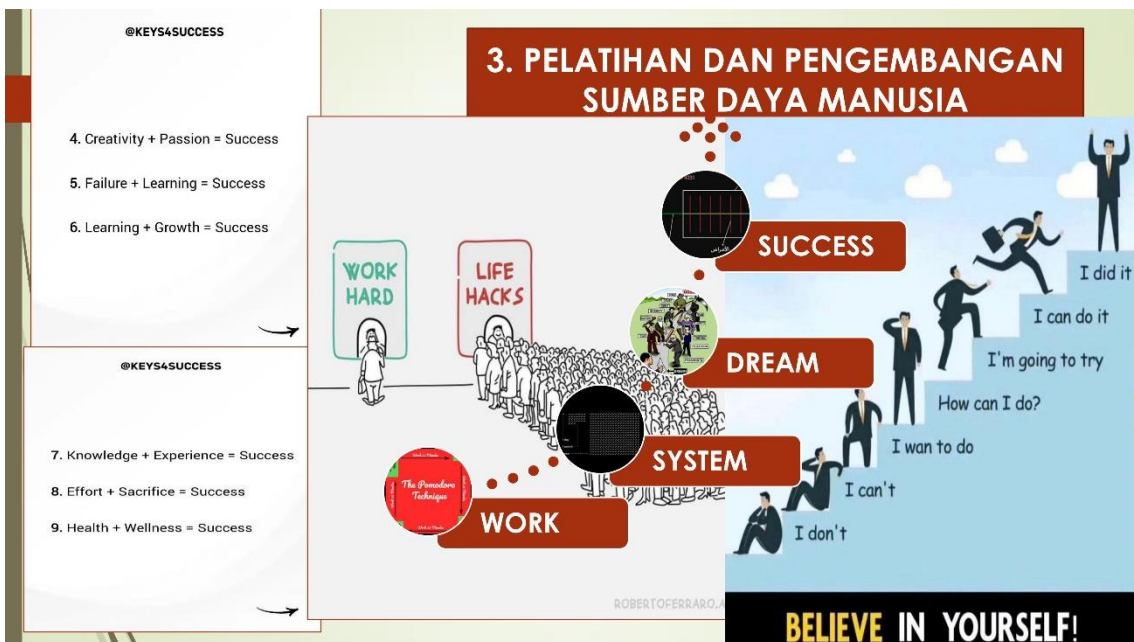 @KEYS4SUCCESS
4. Creativity + Passion = Success
5. Failure + Learning = Success
6. Learning + Growth = Success
@KEYS4SUCCESS
7. Knowledge + Experience = Success
8. Effort + Sacrifice = Success
9. Health + Wellness = Success
3. PELATIHAN DAN PENGEMBANGAN
SUMBER DAYA MANUSIA
WORK
HARD
LIFE
HACKS
SUCCESS
DREAM
SYSTEM
The Pomodoro
Technique
WORK
ROBERTOFERRARO
I did it
I can do it
I'm going to try
How can I do?
I wan to do
I can't
I don't
BELIEVE IN YOURSELF!